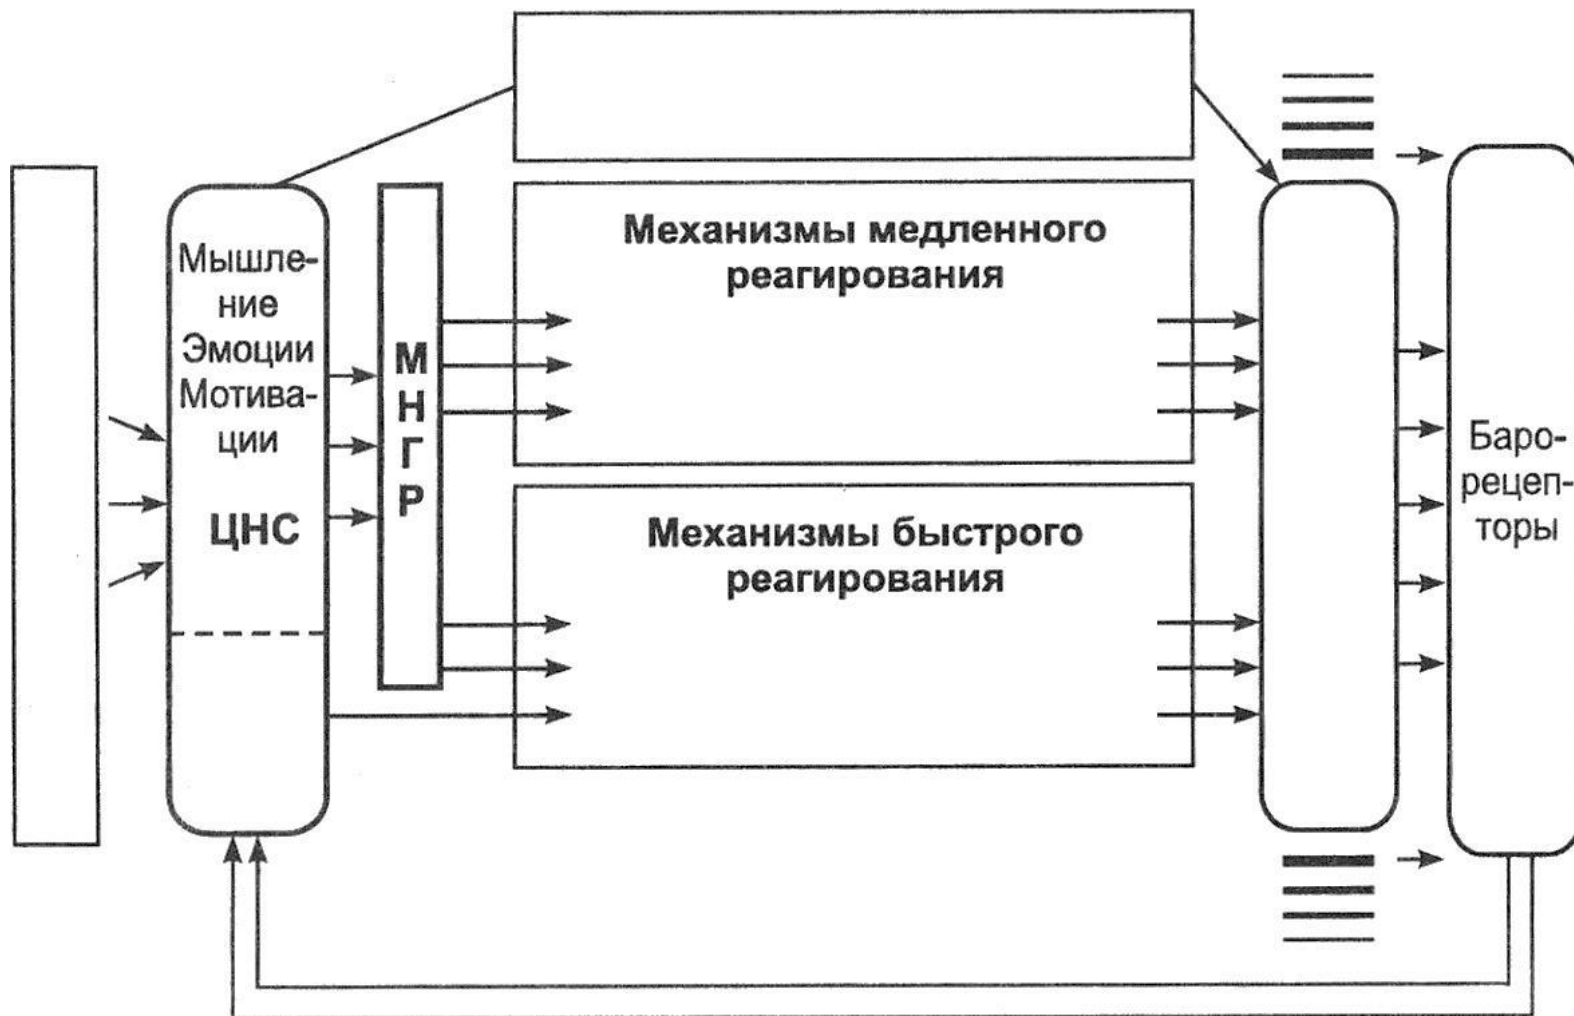 Мышле-
ние
Эмоции
Мотива-
ции
ЦНС
М
Н
Г
Р
Механизмы медленного
реагирования
Механизмы быстрого
реагирования
Баро-
рецеп-
торы